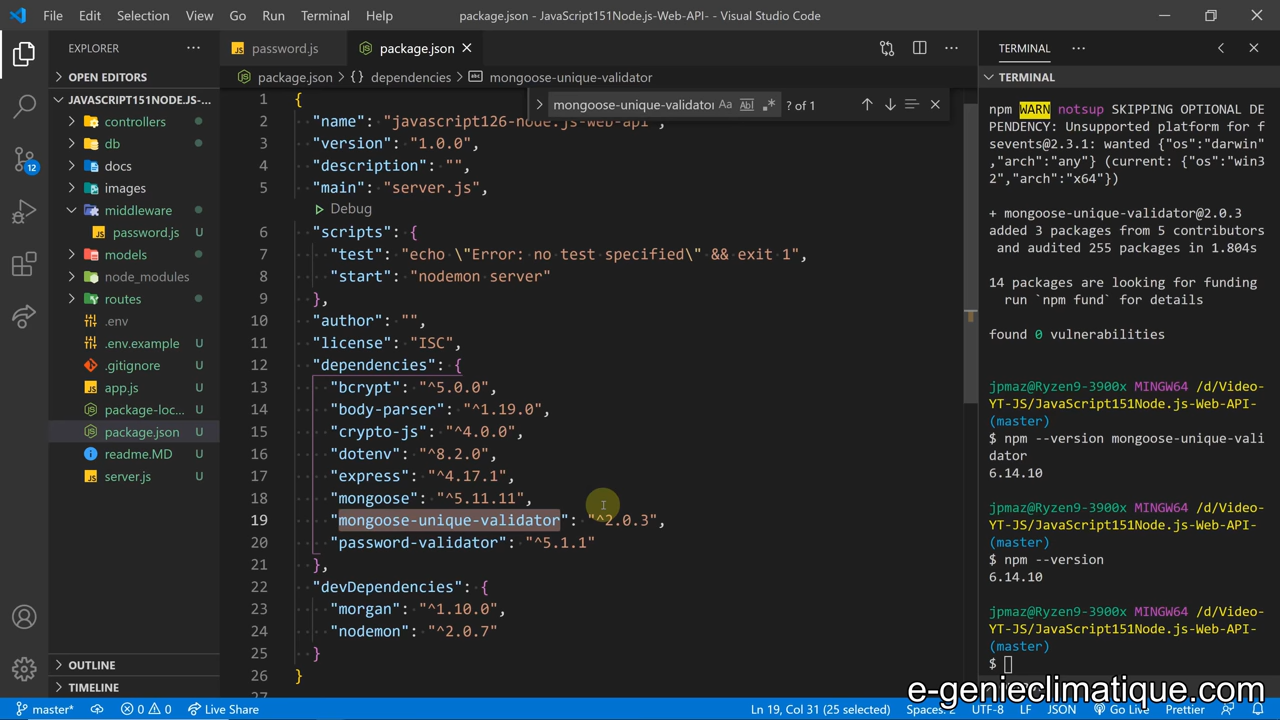 File Edit Selection View Go Run Terminal Help
package.json - JavaScript151Node.js-Web-API- - Visual Studio Code
EXPLORER
OPEN EDITORS
JAVASCRIPT151NODE.JS-...
controllers
db
docs
images
middleware
password.js U
models
node_modules
routes
.env
.env.example U
.gitignore U
app.js U
package-loc... U
package.json U
readme.MD U
server.js U
OUTLINE
TIMELINE
12
JS password.js
package.json
package.json > {} dependencies > abc mongoose-unique-validator
mongoose-unique-validator Aa Abl .* ? of 1
1 {
2 "name": "javascript126-node.js-web-api",
3 "version": "1.0.0",
4 "description": "",
5 "main": "server.js",
Debug
6 "scripts": {
7 "test": "echo \"Error: no test specified\" && exit 1",
8 "start": "nodemon server"
9 },
10 "author": "",
11 "license": "ISC",
12 "dependencies": {
13 "bcrypt": "^5.0.0",
14 "body-parser": "^1.19.0",
15 "crypto-js": "^4.0.0",
16 "dotenv": "^8.2.0",
17 "express": "^4.17.1",
18 "mongoose": "^5.11.11",
19 "mongoose-unique-validator": "^2.0.3",
20 "password-validator": "^5.1.1"
21 },
22 "devDependencies": {
23 "morgan": "^1.10.0",
24 "nodemon": "^2.0.7"
25 }
26 }
27
TERMINAL
TERMINAL
npm WARN notsup SKIPPING OPTIONAL DE
PENDENCY: Unsupported platform for f
sevents@2.3.1: wanted {"os":"darwin"
,"arch":"any"} (current: {"os":"win3
2","arch":"x64"})
+ mongoose-unique-validator@2.0.3
added 3 packages from 5 contributors
and audited 255 packages in 1.804s
14 packages are looking for funding
run `npm fund` for details
found 0 vulnerabilities
jpmaz@Ryzen9-3900x MINGW64 /d/Video-
YT-JS/JavaScript151Node.js-Web-API-
(master)
$ npm --version mongoose-unique-vali
dator
6.14.10
jpmaz@Ryzen9-3900x MINGW64 /d/Video-
YT-JS/JavaScript151Node.js-Web-API-
(master)
$ npm --version
6.14.10
jpmaz@Ryzen9-3900x MINGW64 /d/Video-
YT-JS/JavaScript151Node.js-Web-API-
(master)
$
e-genieclimatique.com
master* 0 0 Live Share
Ln 19, Col 31 (25 selected) Spaces: 2 UTF-8 LF JSON Go Live Prettier